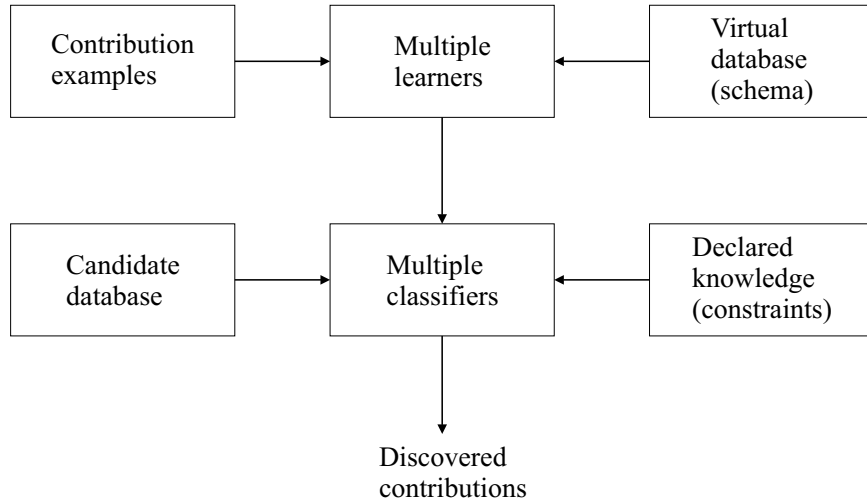 Contribution
examples
Multiple
learners
Virtual
database
(schema)
Candidate
database
Multiple
classifiers
Declared
knowledge
(constraints)
Discovered
contributions